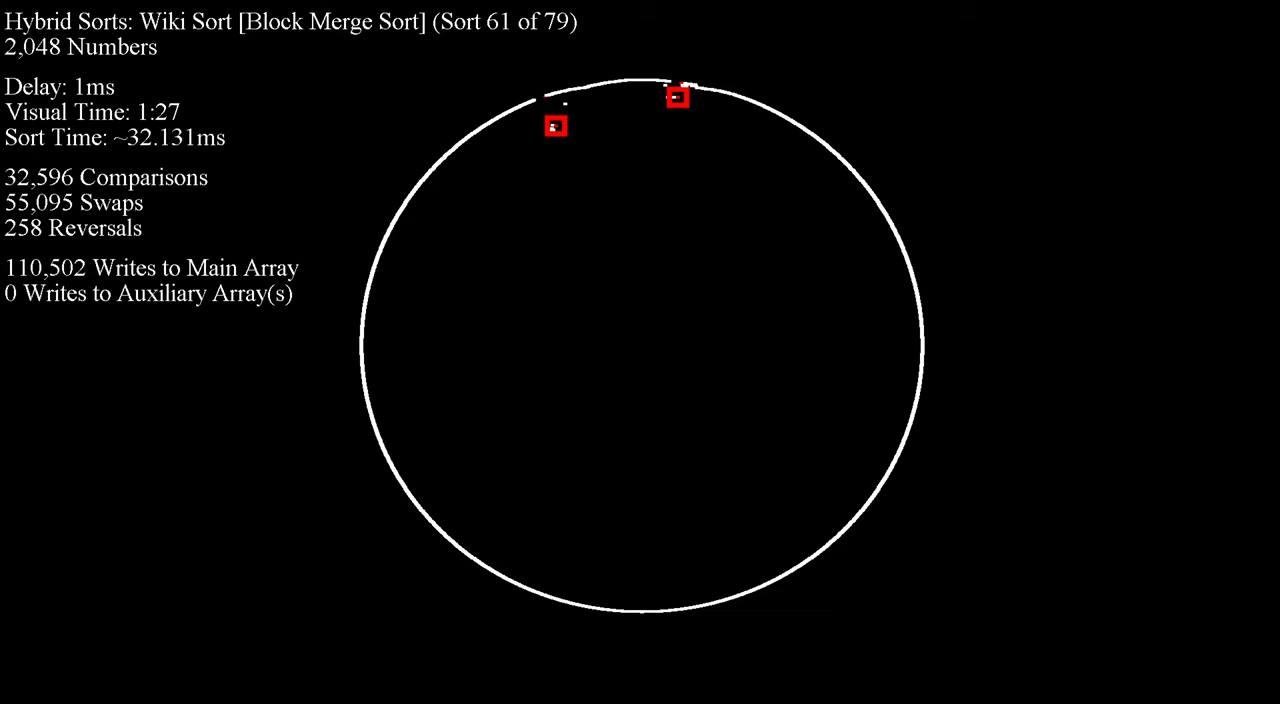 Hybrid Sorts: Wiki Sort [Block Merge Sort] (Sort 61 of 79)
2,048 Numbers
Delay: 1ms
Visual Time: 1:27
Sort Time: ~32.131ms
32,596 Comparisons
55,095 Swaps
258 Reversals
110,502 Writes to Main Array
0 Writes to Auxiliary Array(s)